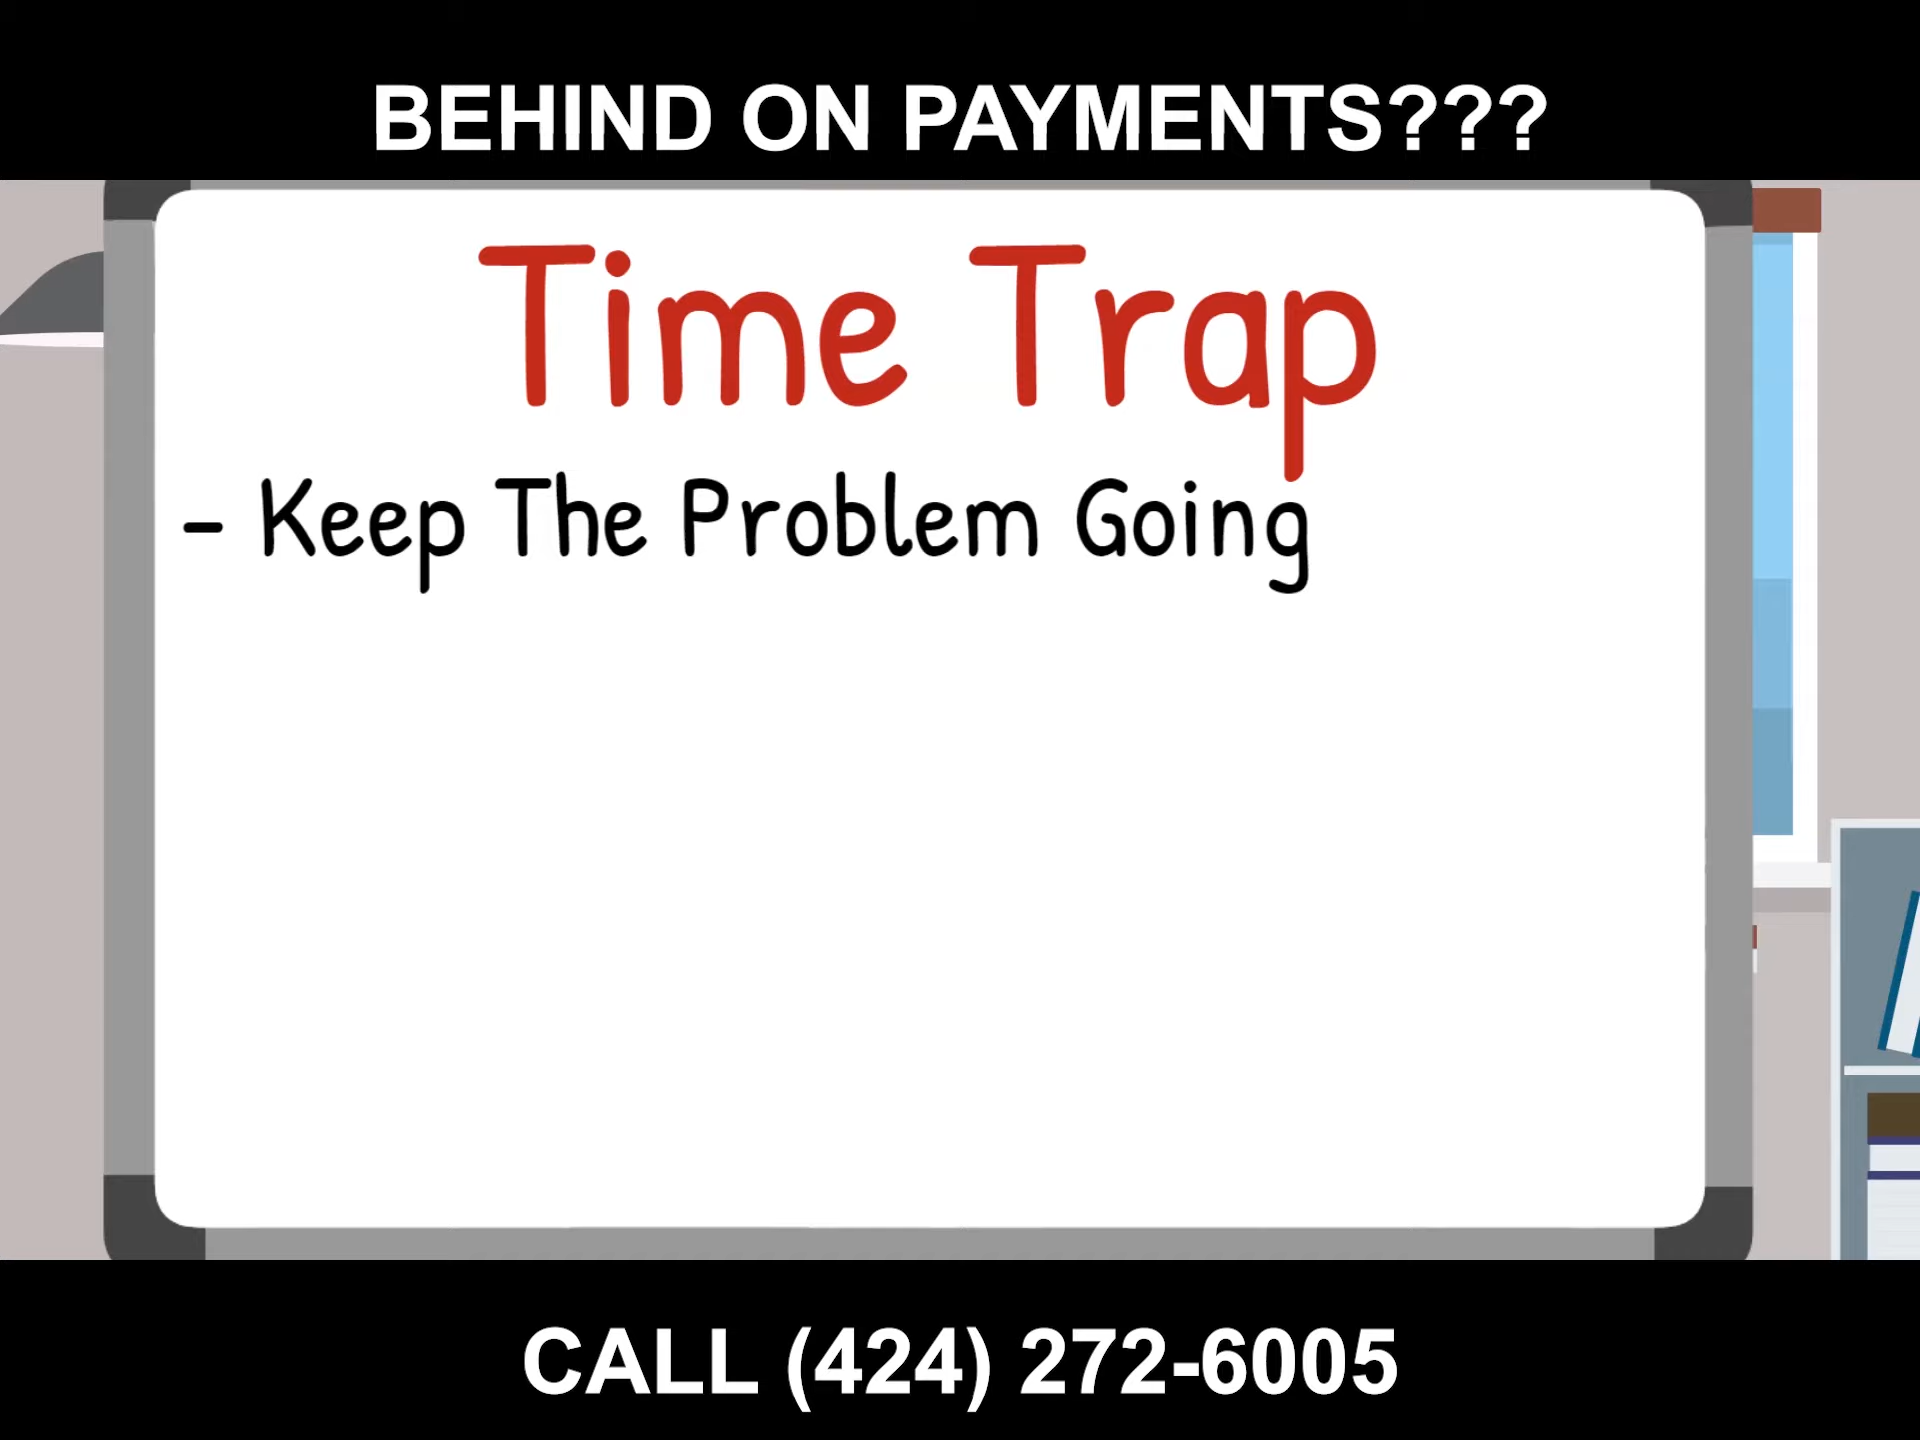 BEHIND ON PAYMENTS???
Time Trap
- Keep The Problem Going
CALL (424) 272-6005